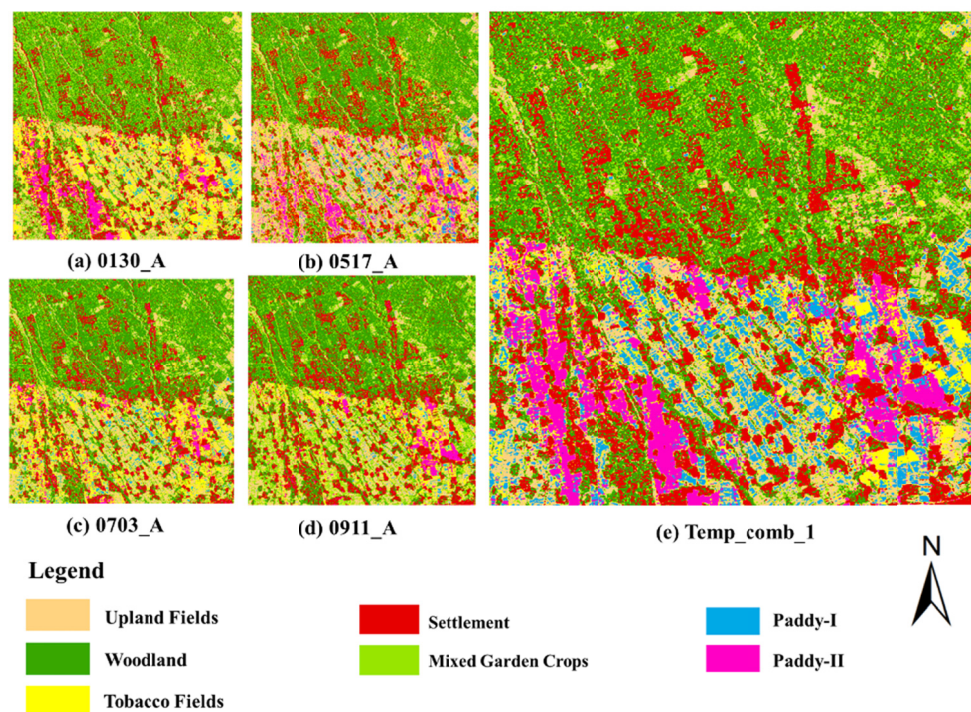 (a) 0130_A
(b) 0517_A
(c) 0703_A
(d) 0911_A
(e) Temp_comb_1
N
Legend
Upland Fields
Settlement
Paddy-I
Woodland
Mixed Garden Crops
Paddy-II
Tobacco Fields